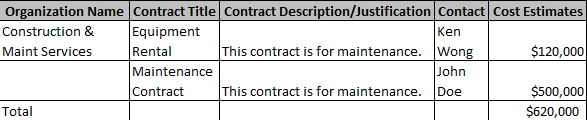 Organization Name Contract Title Contract Description/Justification Contact Cost Estimates
Construction & Equipment Ken
Maint Services Rental This contract is for maintenance. Wong $120,000
Maintenance John
Contract This contract is for maintenance. Doe $500,000
Total $620,000